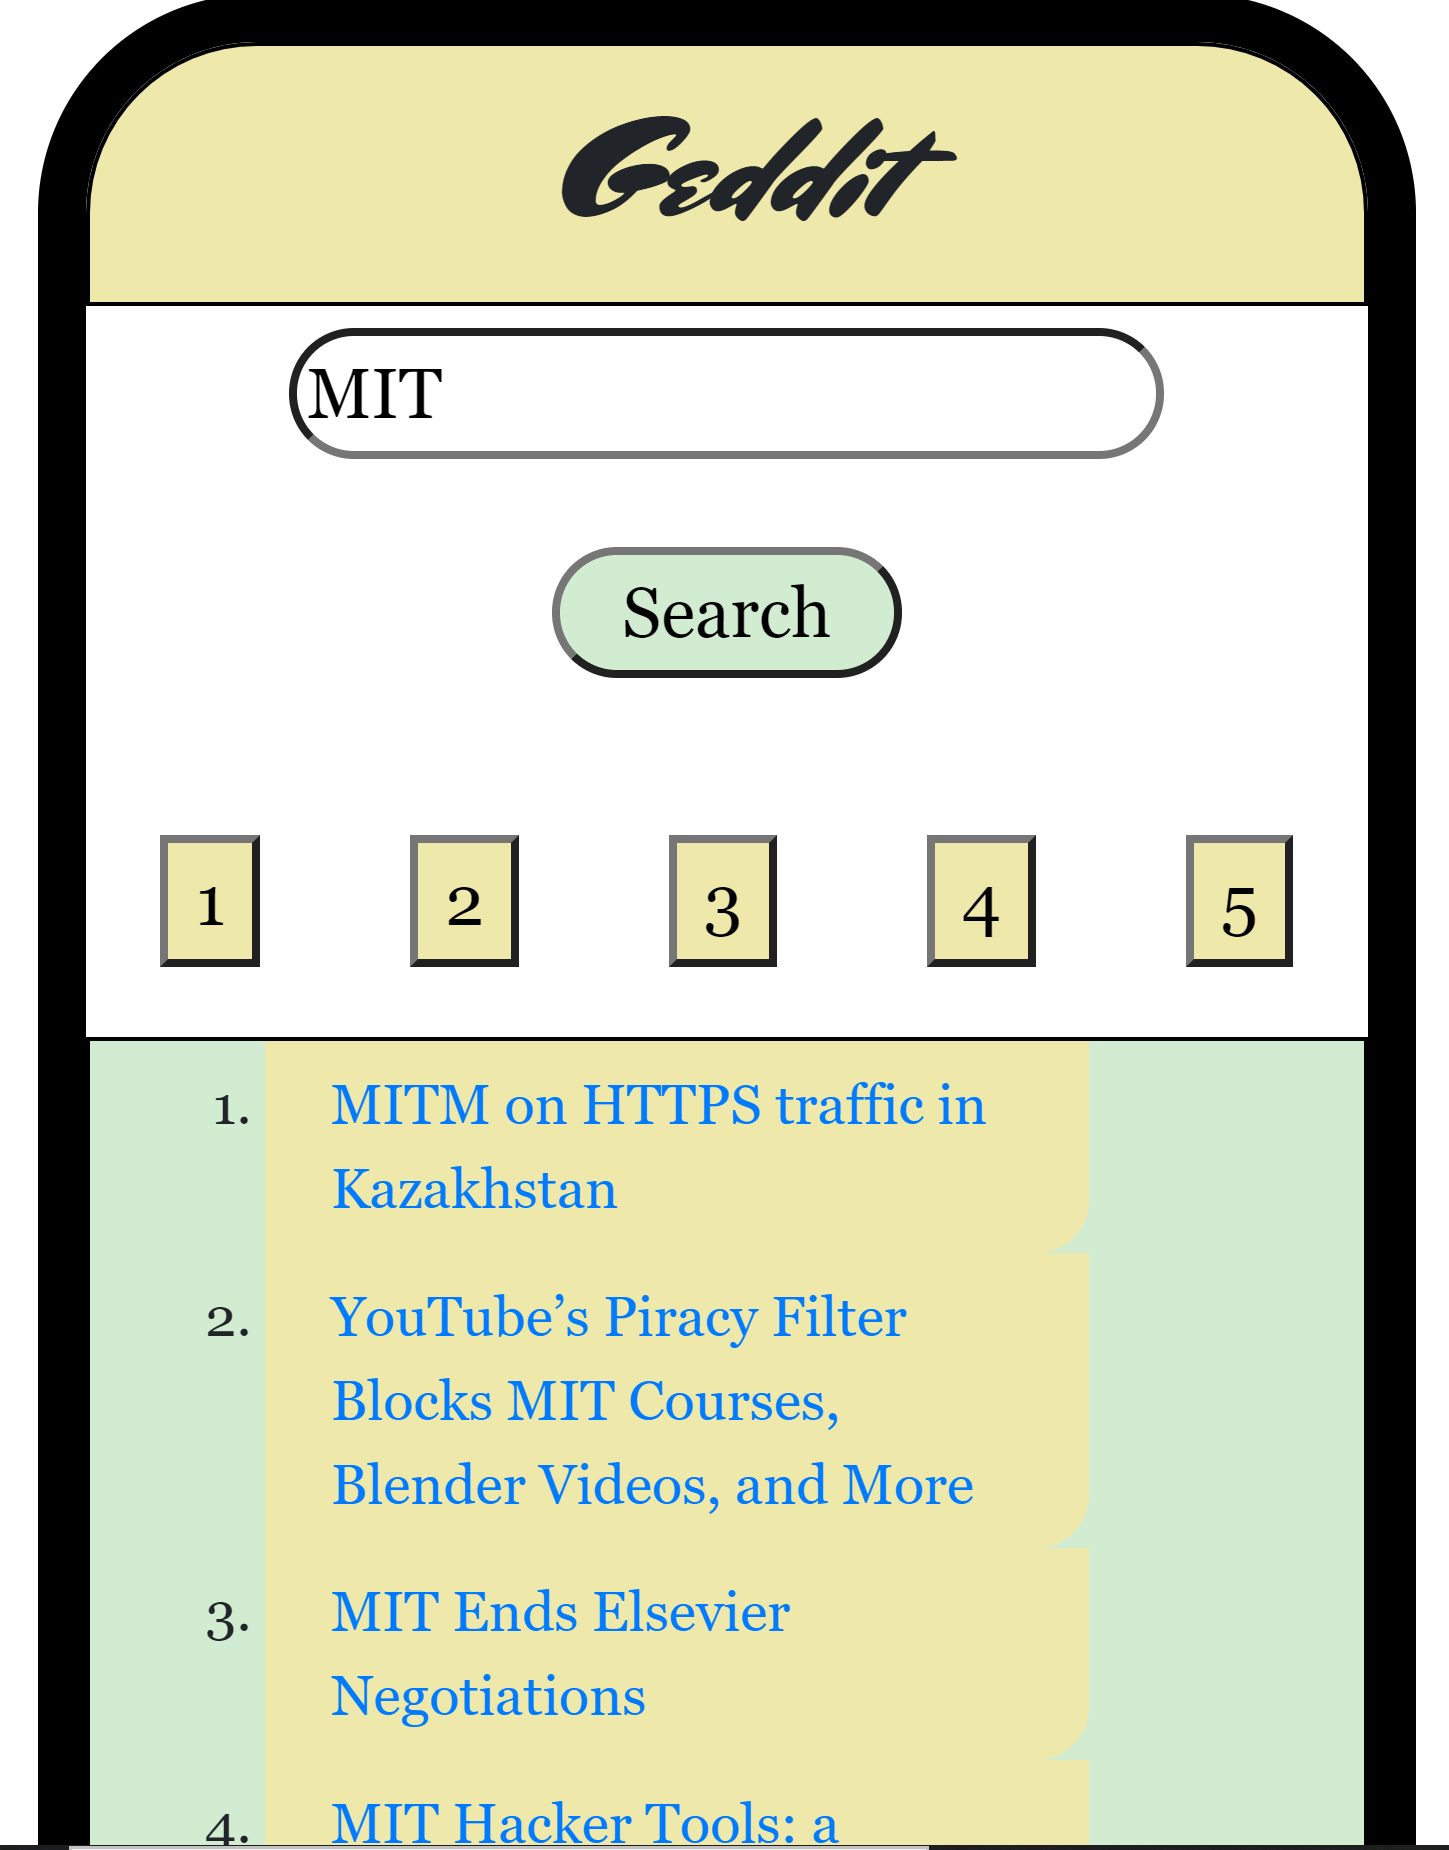 Geddit
MIT
Search
1 2 3 4 5
1. MITM on HTTPS traffic in
Kazakhstan
2. YouTube’s Piracy Filter
Blocks MIT Courses,
Blender Videos, and More
3. MIT Ends Elsevier
Negotiations
4. MIT Hacker Tools: a